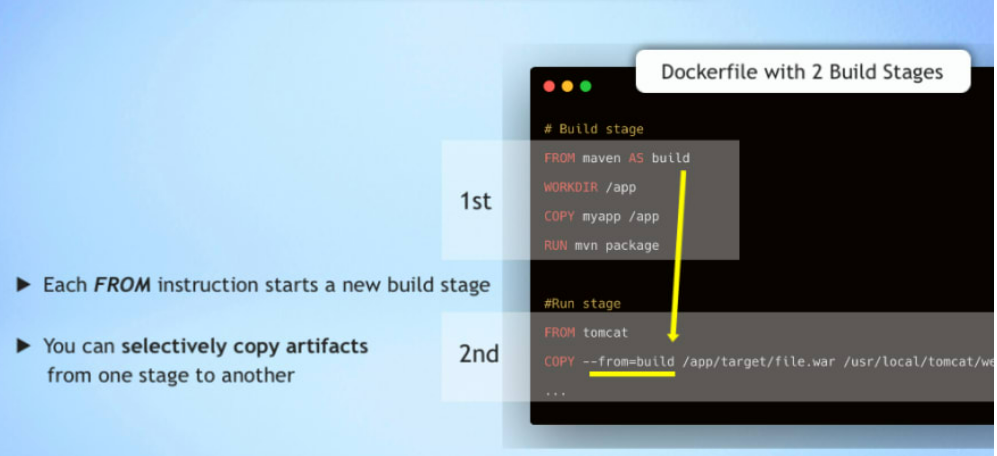 Dockerfile with 2 Build Stages
# Build stage
FROM maven AS build
WORKDIR /app
COPY myapp /app
RUN mvn package
1st
► Each FROM instruction starts a new build stage
► You can selectively copy artifacts
from one stage to another
#Run stage
FROM tomcat
COPY --from=build /app/target/file.war /usr/local/tomcat/we
...
2nd